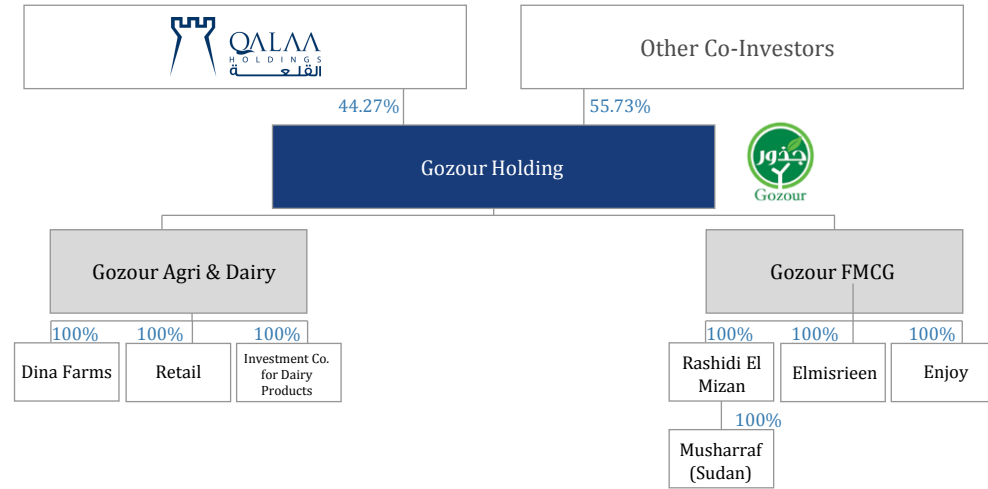 QALAA
HOLDINGS
القلعة
Other Co-Investors
44.27%
55.73%
Gozour Holding
جذور
Gozour
Gozour Agri & Dairy
Gozour FMCG
100%
100%
100%
100%
100%
100%
Dina Farms
Retail
Investment Co.
for Dairy
Products
Rashidi El
Mizan
Elmisrieen
Enjoy
100%
Musharraf
(Sudan)